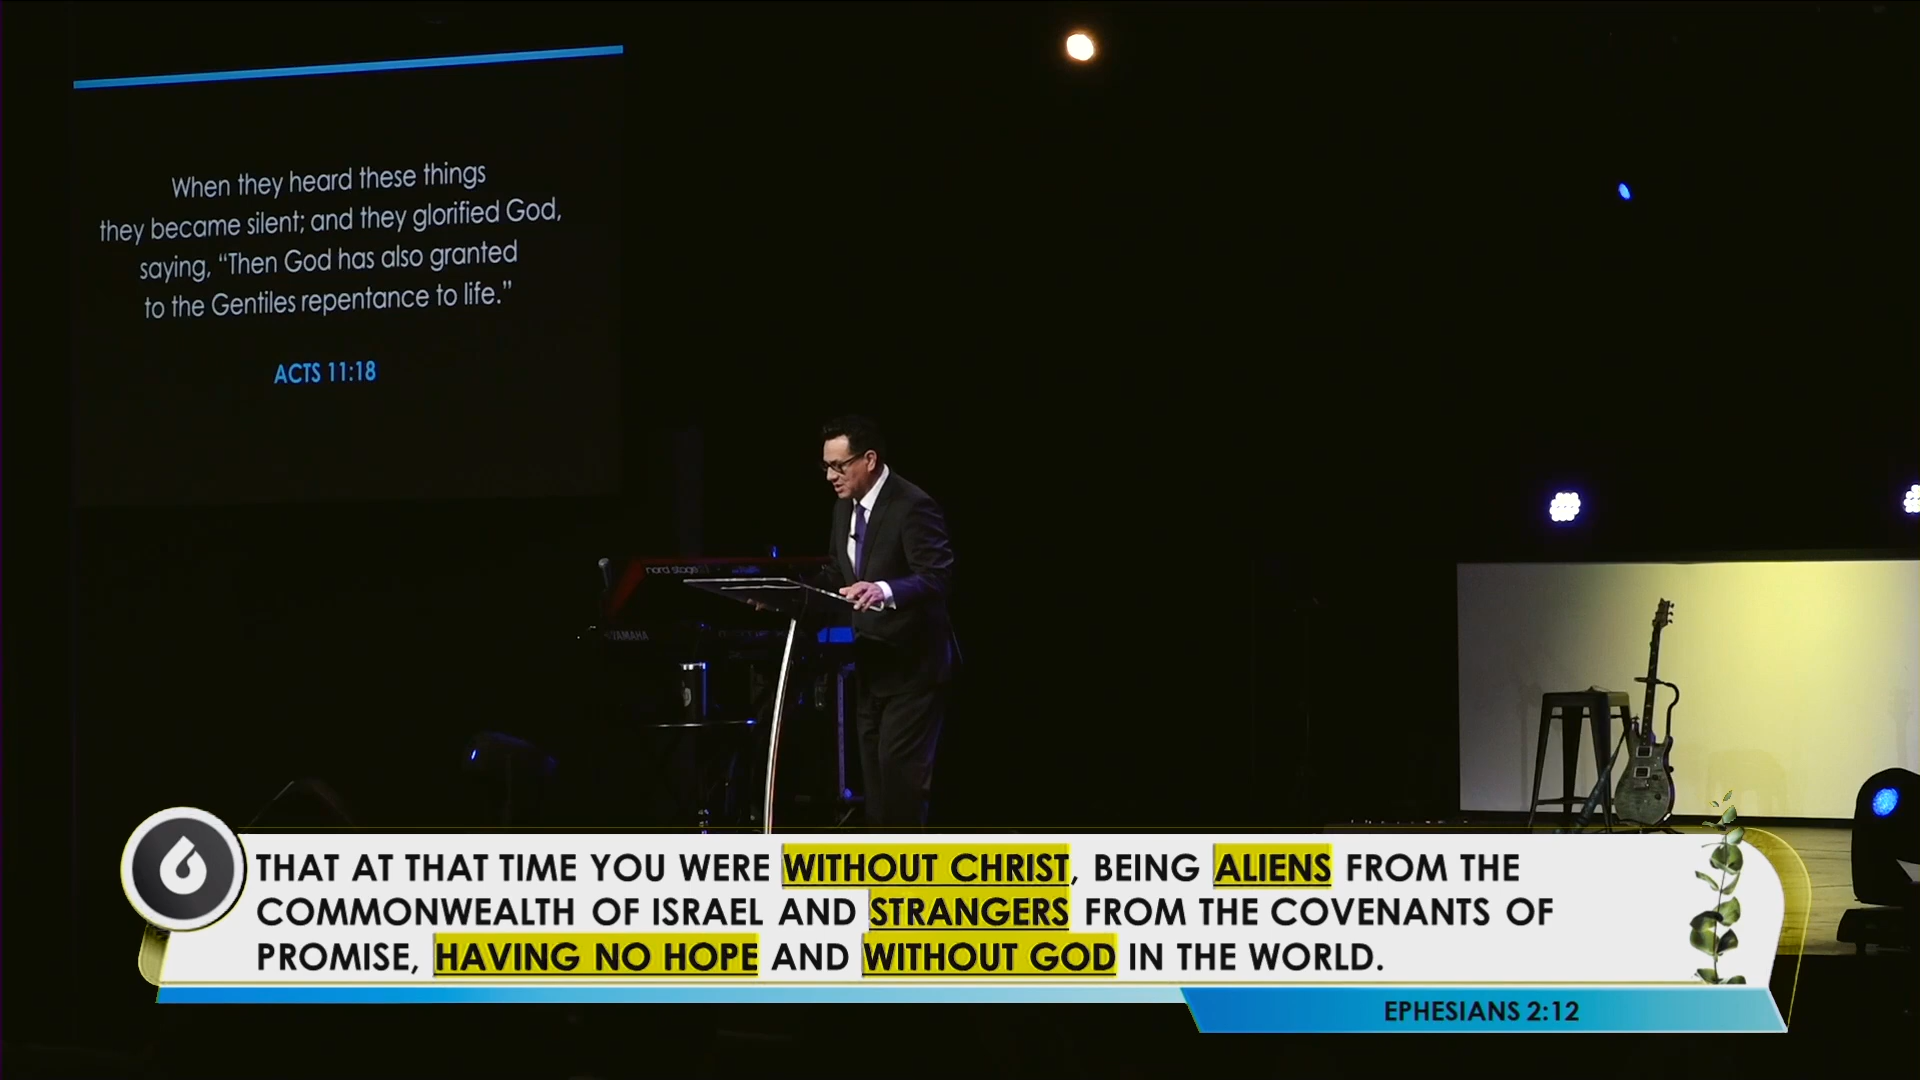 When they heard these things
they became silent; and they glorified God,
saying, “Then God has also granted
to the Gentiles repentance to life.”
ACTS 11:18
nord stage
YAMAHA
THAT AT THAT TIME YOU WERE WITHOUT CHRIST, BEING ALIENS FROM THE
COMMONWEALTH OF ISRAEL AND STRANGERS FROM THE COVENANTS OF
PROMISE, HAVING NO HOPE AND WITHOUT GOD IN THE WORLD.
EPHESIANS 2:12